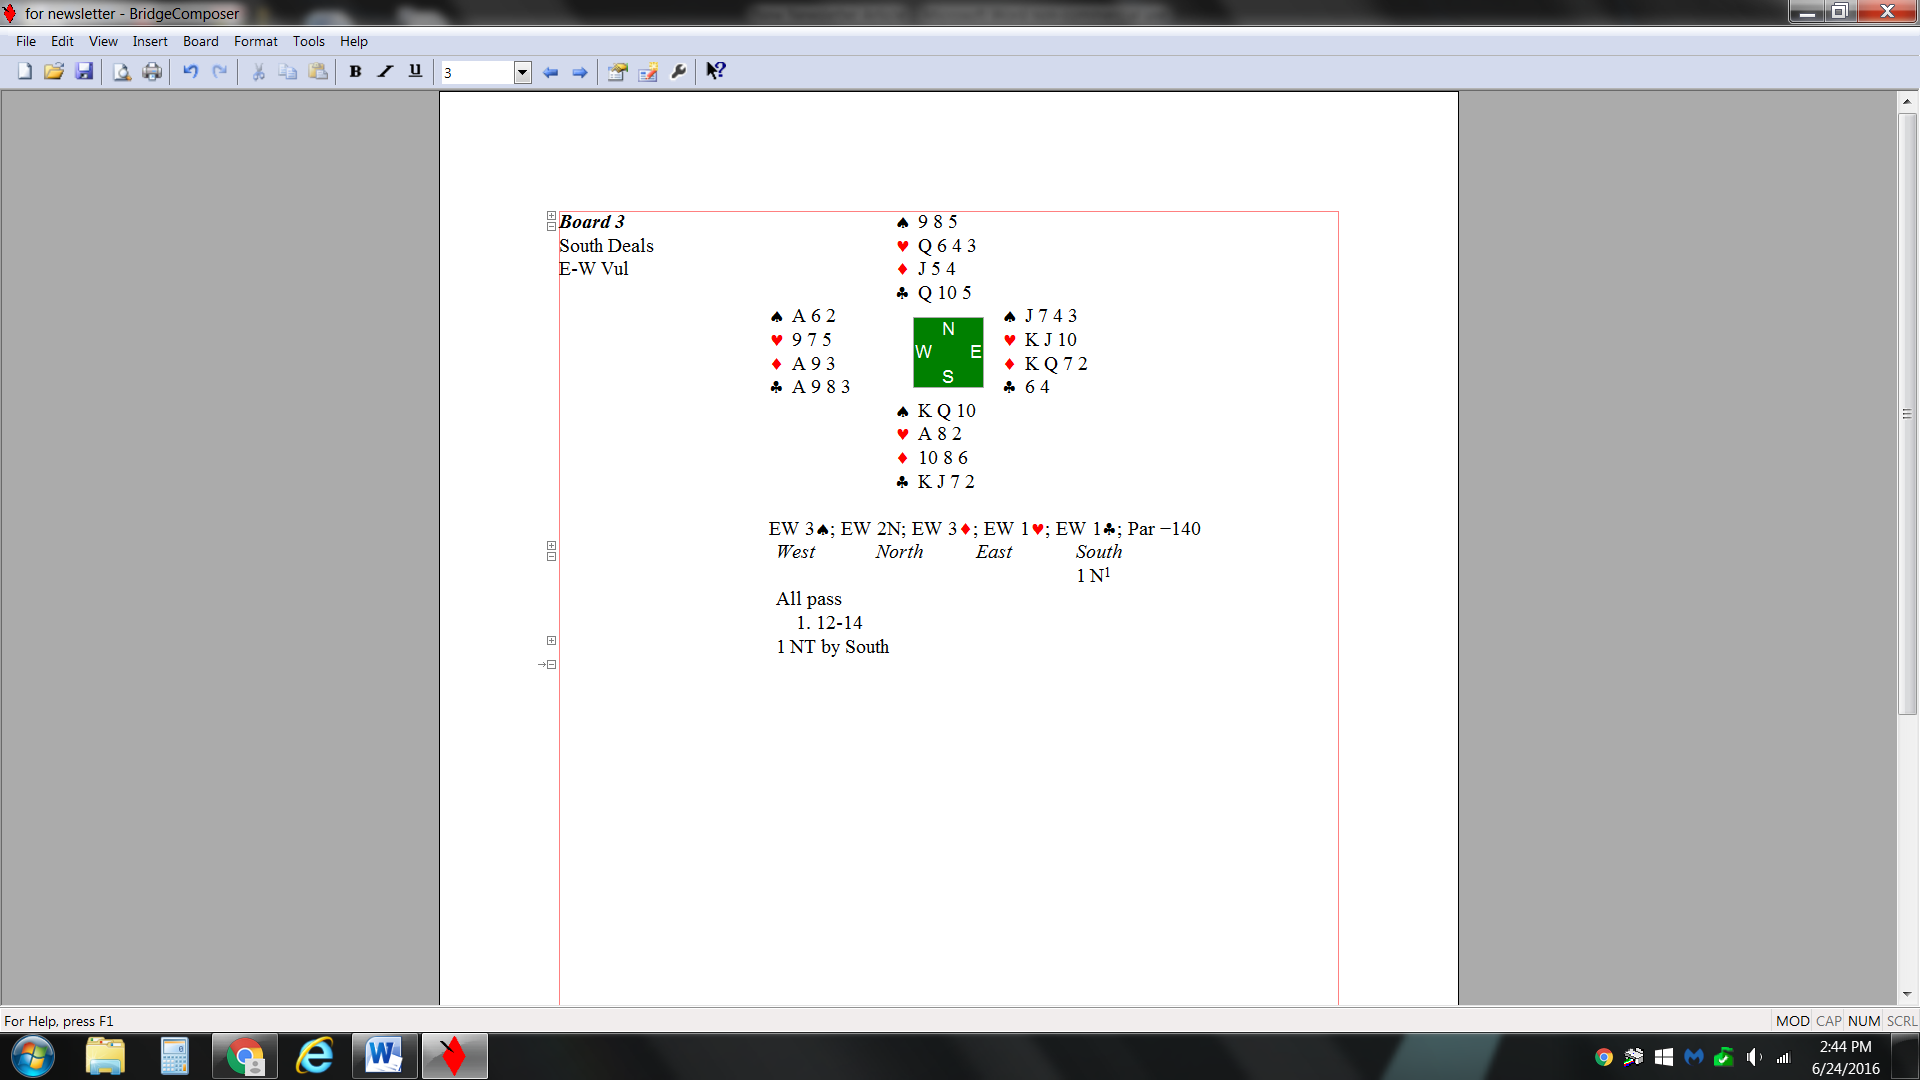 for newsletter - BridgeComposer
File Edit View Insert Board Format Tools Help
B I U 3
Board 3
South Deals
E-W Vul
♠ 9 8 5
♥ Q 6 4 3
♦ J 5 4
♣ Q 10 5
♠ A 6 2
♥ 9 7 5
♦ A 9 3
♣ A 9 8 3
N
W E
S
♠ J 7 4 3
♥ K J 10
♦ K Q 7 2
♣ 6 4
♠ K Q 10
♥ A 8 2
♦ 10 8 6
♣ K J 7 2
EW 3♠; EW 2N; EW 3♦; EW 1♥; EW 1♣; Par −140
West North East South
1 N¹
All pass
1. 12-14
1 NT by South
For Help, press F1
MOD CAP NUM SCRL
2:44 PM
6/24/2016